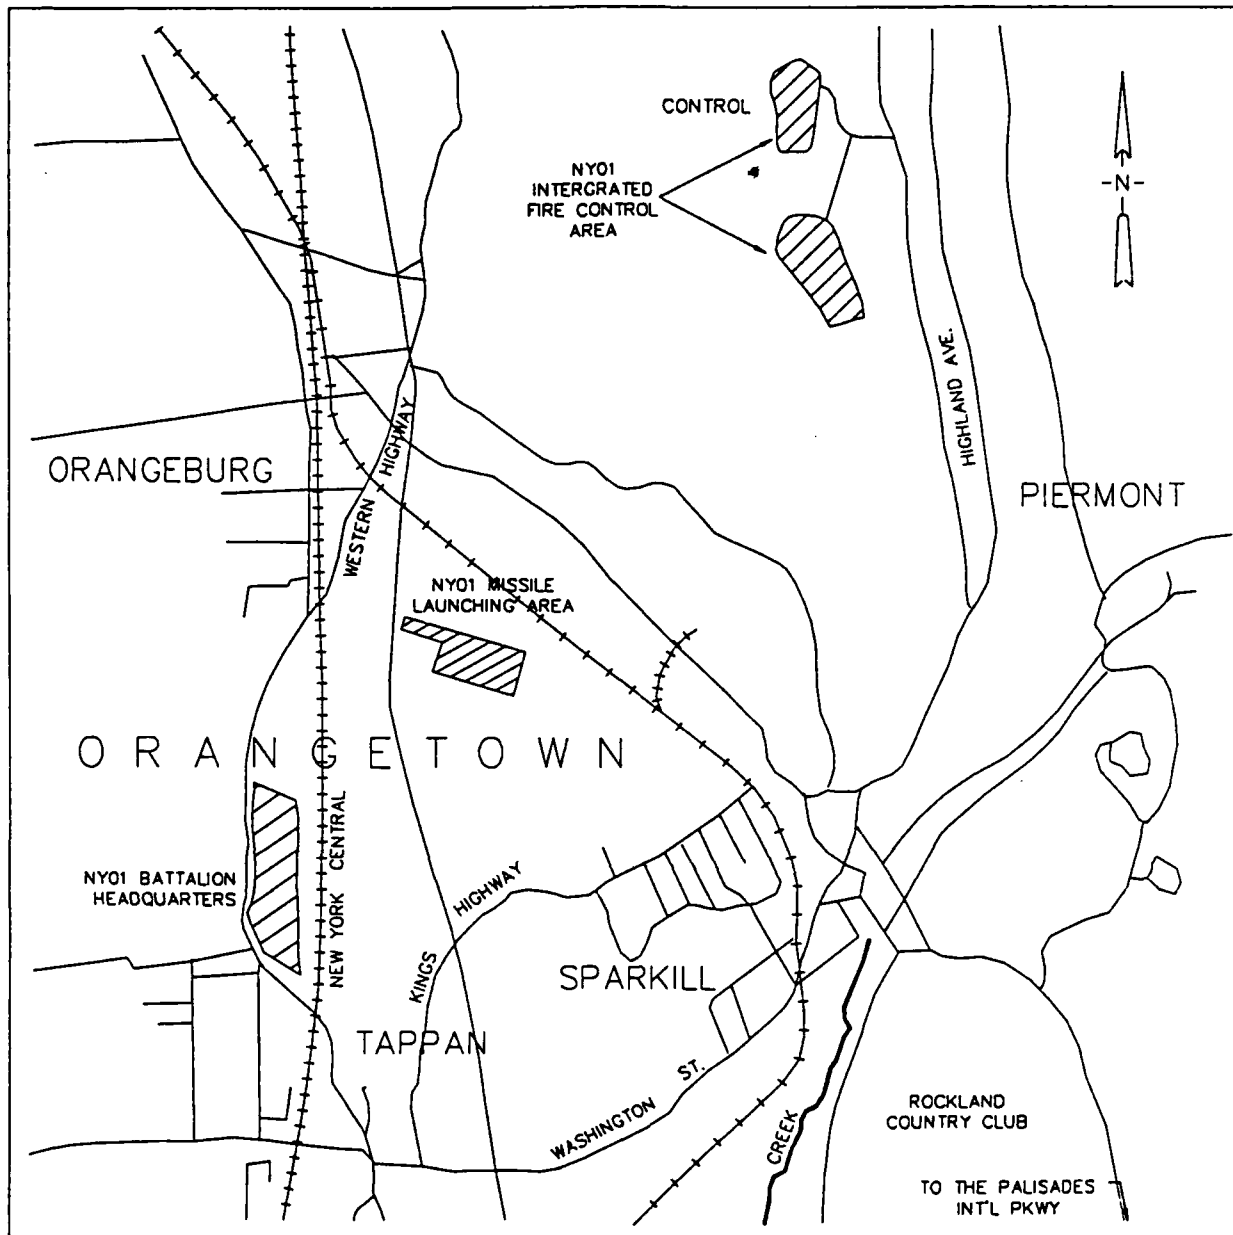 CONTROL
NY01
INTERGRATED
FIRE CONTROL
AREA
-N-
HIGHLAND AVE.
ORANGEBURG
WESTERN HIGHWAY
PIERMONT
NY01 MISSILE
LAUNCHING AREA
ORANGETOWN
NEW YORK CENTRAL
NY01 BATTALION
HEADQUARTERS
KINGS HIGHWAY
SPARKILL
TAPPAN
WASHINGTON ST.
CREEK
ROCKLAND
COUNTRY CLUB
TO THE PALISADES
INT'L PKWY